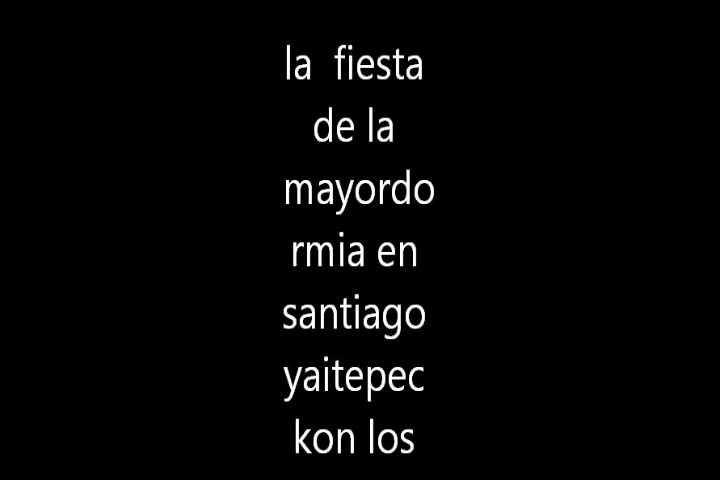 la  fiesta
de la
mayordo
rmia en
santiago
yaitepec
kon los